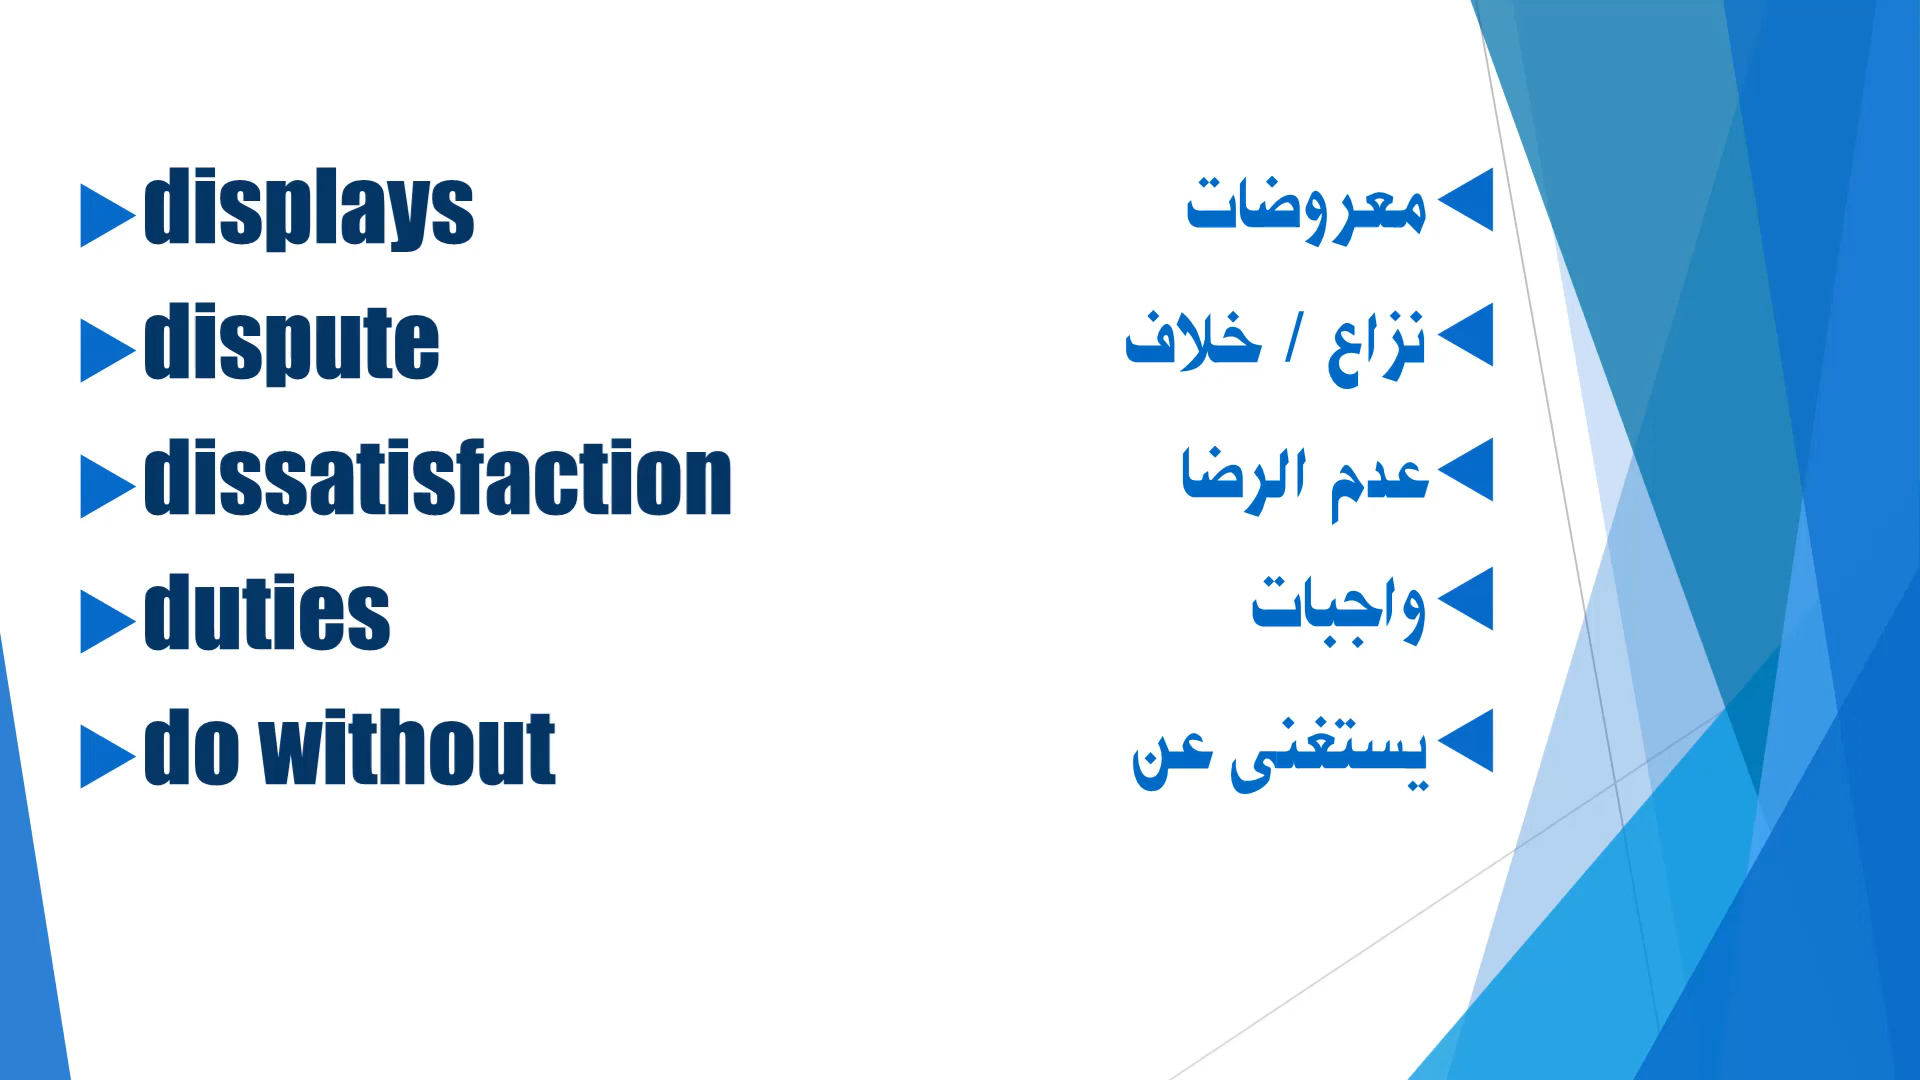 displays
معروضات
dispute
نزاع / خلاف
dissatisfaction
عدم الرضا
duties
واجبات
do without
يستغنى عن